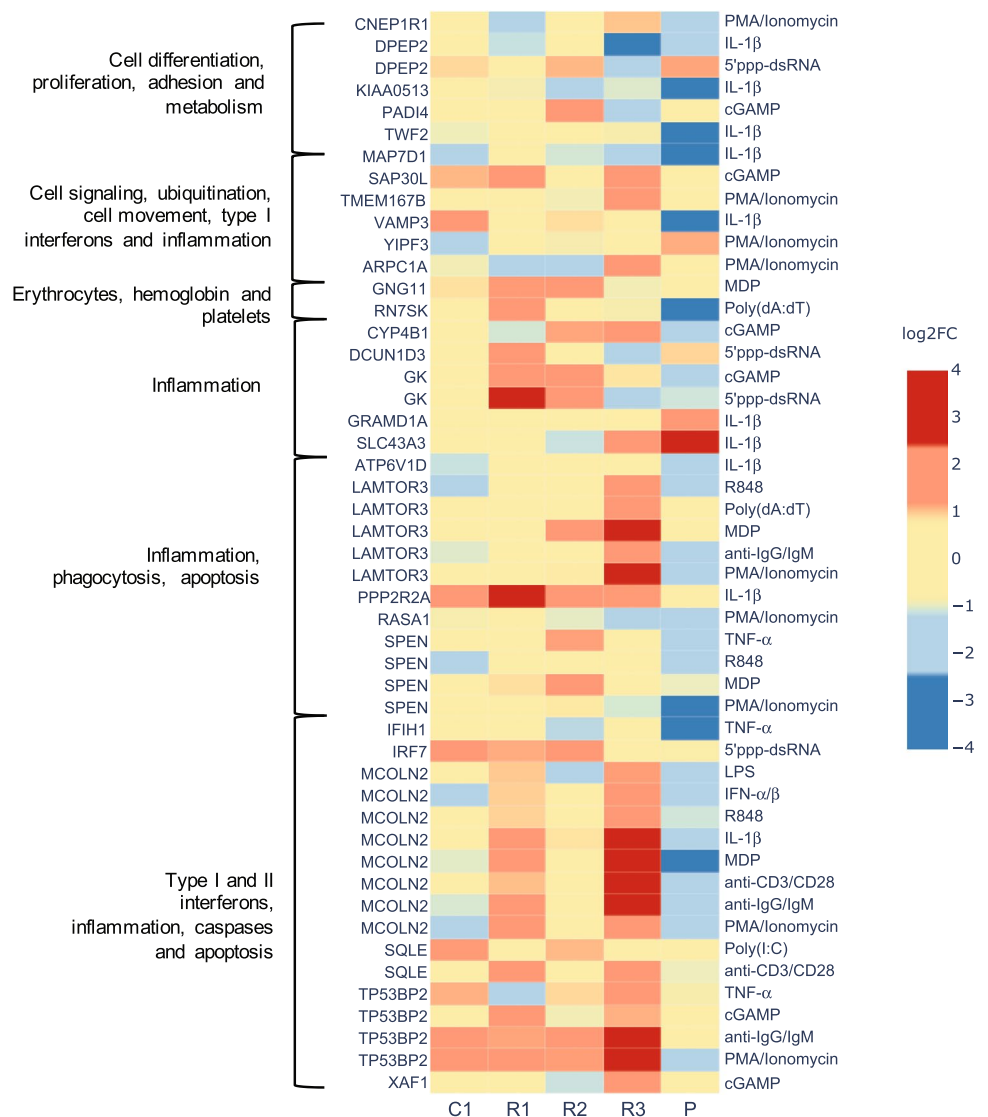 Cell differentiation,
proliferation, adhesion and
metabolism
Cell signaling, ubiquitination,
cell movement, type I
interferons and inflammation
Erythrocytes, hemoglobin and
platelets
Inflammation
Inflammation,
phagocytosis, apoptosis
Type I and II
interferons,
inflammation, caspases
and apoptosis
CNEP1R1 PMA/Ionomycin
DPEP2 IL-1β
DPEP2 5'ppp-dsRNA
KIAA0513 IL-1β
PADI4 cGAMP
TWF2 IL-1β
MAP7D1 IL-1β
SAP30L cGAMP
TMEM167B PMA/Ionomycin
VAMP3 IL-1β
YIPF3 PMA/Ionomycin
ARPC1A PMA/Ionomycin
GNG11 MDP
RN7SK Poly(dA:dT)
CYP4B1 cGAMP
DCUN1D3 5'ppp-dsRNA
GK cGAMP
GK 5'ppp-dsRNA
GRAMD1A IL-1β
SLC43A3 IL-1β
ATP6V1D IL-1β
LAMTOR3 R848
LAMTOR3 Poly(dA:dT)
LAMTOR3 MDP
LAMTOR3 anti-IgG/IgM
LAMTOR3 PMA/Ionomycin
PPP2R2A IL-1β
RASA1 PMA/Ionomycin
SPEN TNF-α
SPEN R848
SPEN MDP
SPEN PMA/Ionomycin
IFIH1 TNF-α
IRF7 5'ppp-dsRNA
MCOLN2 LPS
MCOLN2 IFN-α/β
MCOLN2 R848
MCOLN2 IL-1β
MCOLN2 MDP
MCOLN2 anti-CD3/CD28
MCOLN2 anti-IgG/IgM
MCOLN2 PMA/Ionomycin
SQLE Poly(I:C)
SQLE anti-CD3/CD28
TP53BP2 TNF-α
TP53BP2 cGAMP
TP53BP2 anti-IgG/IgM
TP53BP2 PMA/Ionomycin
XAF1 cGAMP
C1 R1 R2 R3 P
log2FC
4
3
2
1
0
−1
−2
−3
−4